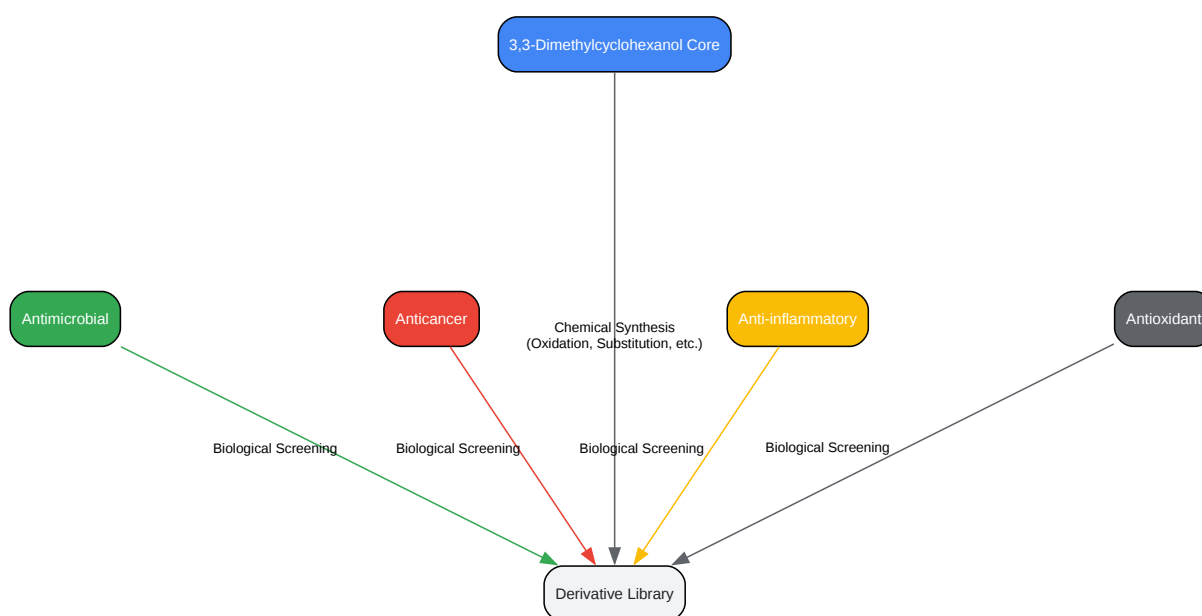 3,3-Dimethylcyclohexanol Core
Antimicrobial
Anticancer
Chemical Synthesis
(Oxidation, Substitution, etc.)
Anti-inflammatory
Antioxidant
Biological Screening
Biological Screening
Biological Screening
Biological Screening
Derivative Library